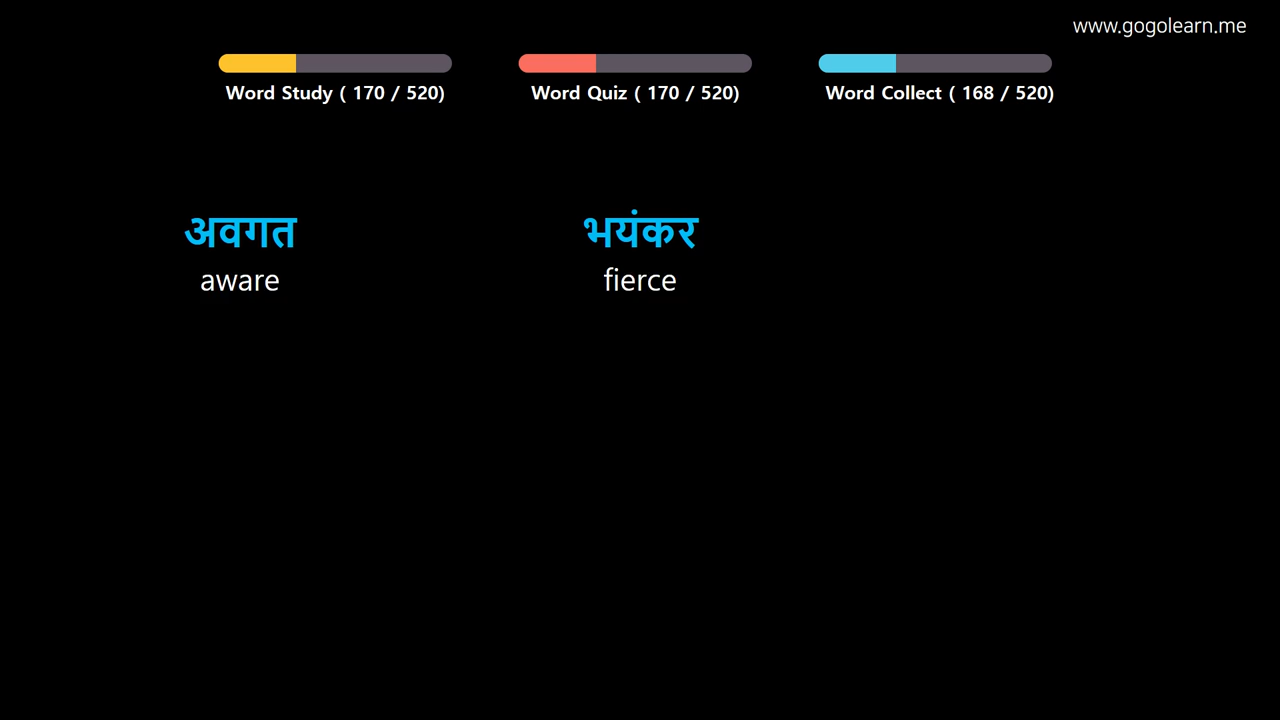 www.gogolearn.me
Word Study ( 170 / 520)
Word Quiz ( 170 / 520)
Word Collect ( 168 / 520)
अवगत
aware
भयंकर
fierce